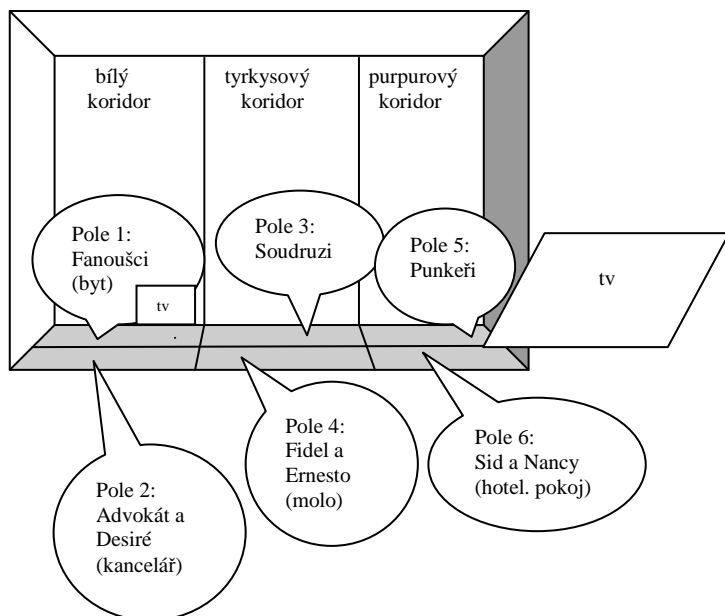 bílý
koridor
tyrkysový
koridor
purpurový
koridor
Pole 1:
Fanoušci
(byt)
tv
Pole 3:
Soudruzi
Pole 5:
Punkeři
tv
Pole 2:
Advokát a
Desiré
(kancelář)
Pole 4:
Fidel a
Ernesto
(molo)
Pole 6:
Sid a Nancy
(hotel. pokoj)